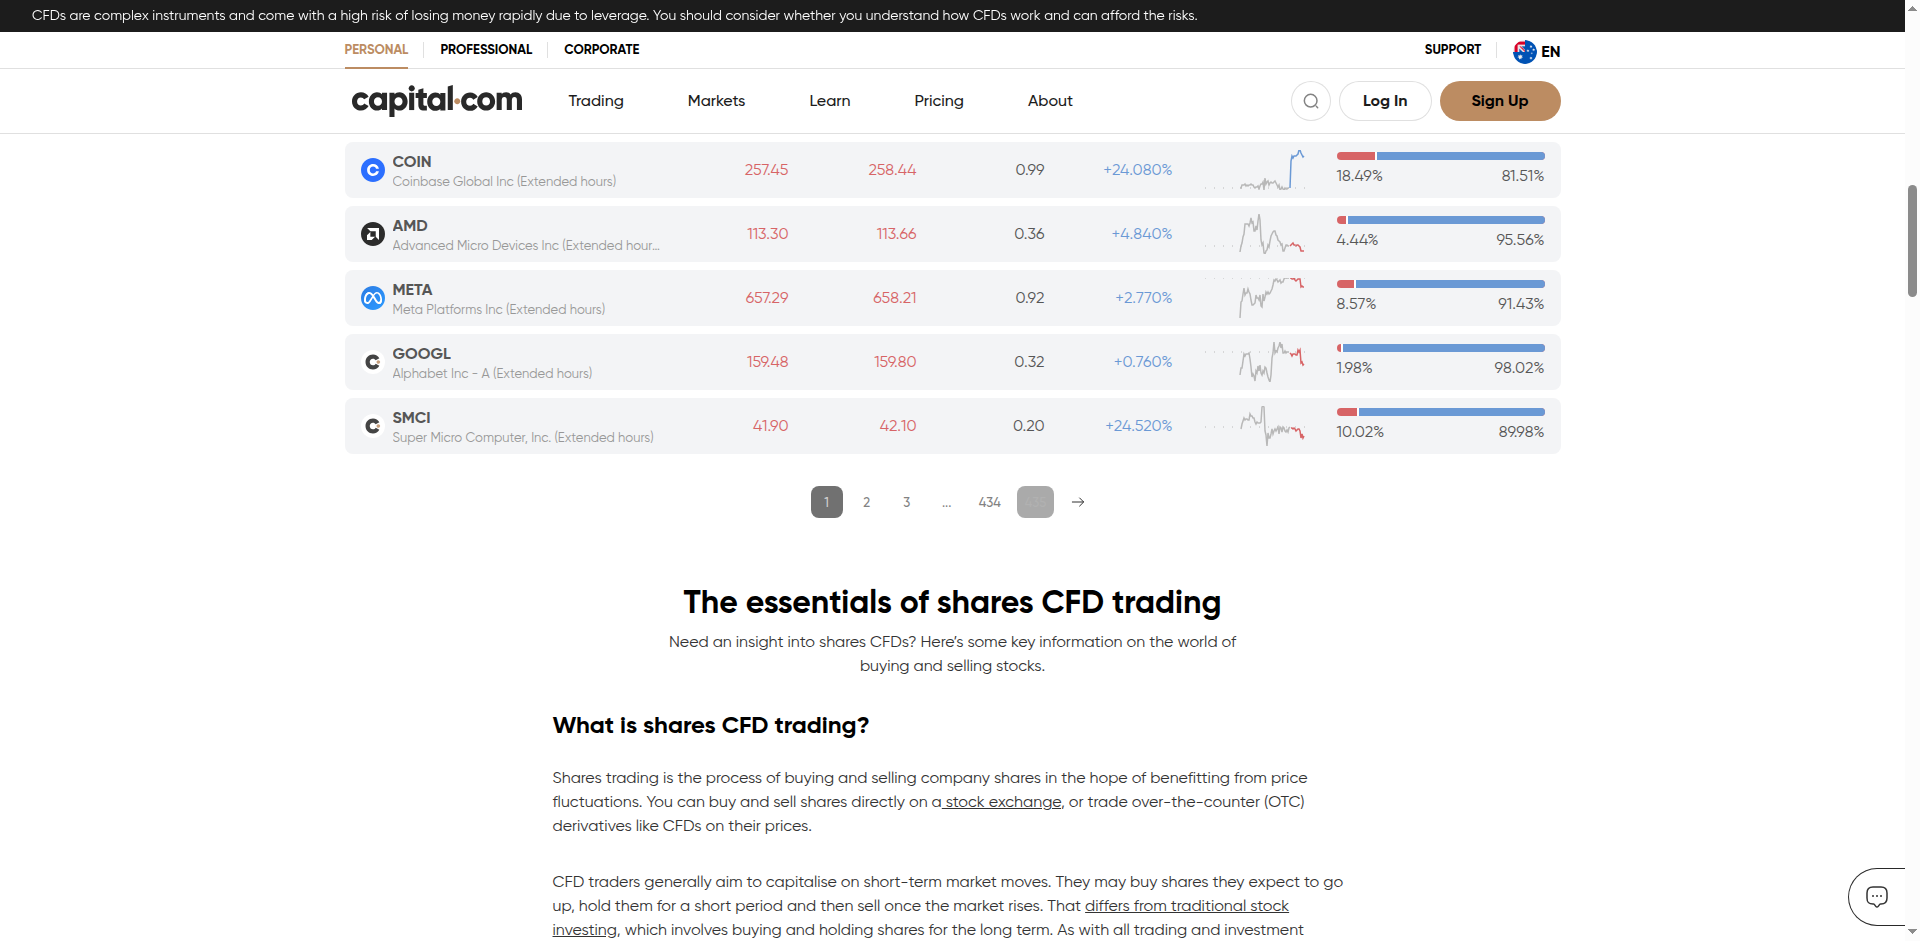 CFDs are complex instruments and come with a high risk of losing money rapidly due to leverage. You should consider whether you understand how CFDs work and can afford the risks.
PERSONAL PROFESSIONAL CORPORATE SUPPORT EN
capital.com Trading Markets Learn Pricing About Log In Sign Up
COIN
Coinbase Global Inc (Extended hours)
257.45 258.44 0.99 +24.080%
18.49% 81.51%
AMD
Advanced Micro Devices Inc (Extended hour...
113.30 113.66 0.36 +4.840%
4.44% 95.56%
META
Meta Platforms Inc (Extended hours)
657.29 658.21 0.92 +2.770%
8.57% 91.43%
GOOGL
Alphabet Inc - A (Extended hours)
159.48 159.80 0.32 +0.760%
1.98% 98.02%
SMCI
Super Micro Computer, Inc. (Extended hours)
41.90 42.10 0.20 +24.520%
10.02% 89.98%
1 2 3 ... 434 435
The essentials of shares CFD trading
Need an insight into shares CFDs? Here’s some key information on the world of
buying and selling stocks.
What is shares CFD trading?
Shares trading is the process of buying and selling company shares in the hope of benefitting from price
fluctuations. You can buy and sell shares directly on a stock exchange, or trade over-the-counter (OTC)
derivatives like CFDs on their prices.
CFD traders generally aim to capitalise on short-term market moves. They may buy shares they expect to go
up, hold them for a short period and then sell once the market rises. That differs from traditional stock
investing, which involves buying and holding shares for the long term. As with all trading and investment